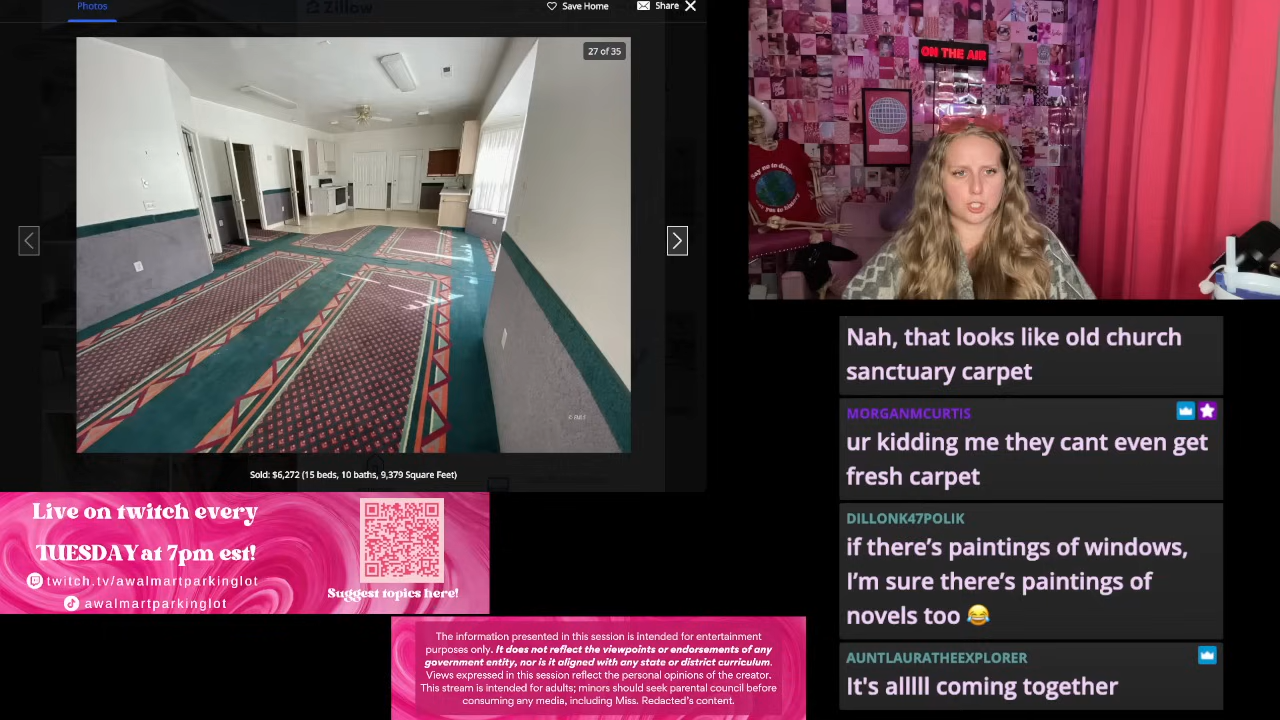 Photos
Zillow
Save Home
Share
27 of 35
Sold: $6,272 (15 beds, 10 baths, 9,379 Square Feet)
ON THE AIR
Nah, that looks like old church
sanctuary carpet
MORGANMCURTIS
ur kidding me they cant even get
fresh carpet
DILLONK47POLIK
if there's paintings of windows,
I'm sure there's paintings of
novels too 😂
AUNTLAURATHEEXPLORER
It's alllll coming together
Live on twitch every
TUESDAY at 7pm est!
twitch.tv/awalmartparkinglot
awalmartparkinglot
Suggest topics here!
The information presented in this session is intended for entertainment
purposes only. It does not reflect the viewpoints or endorsements of any
government entity, nor is it aligned with any state or district curriculum.
Views expressed in this session reflect the personal opinions of the creator.
This stream is intended for adults; minors should seek parental council before
consuming any media, including Miss. Redacted's content.